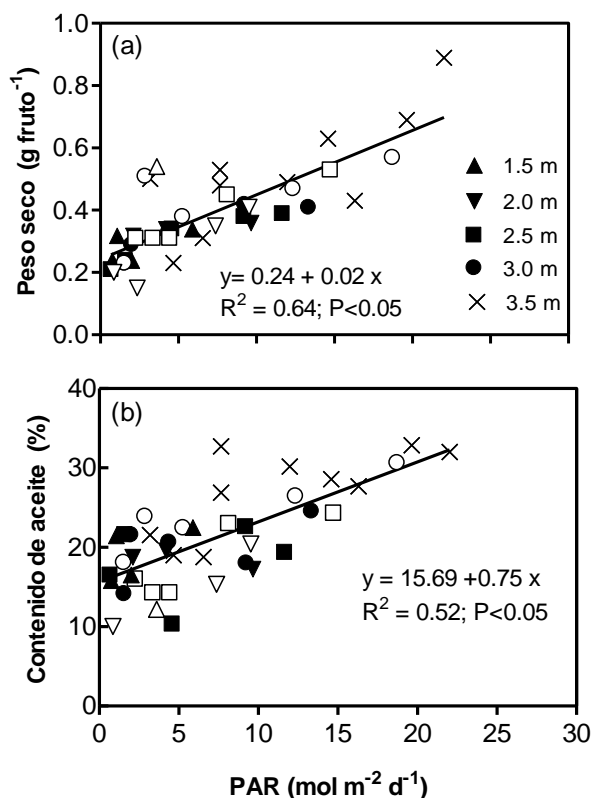 (a)
1.0
0.8
0.6
0.4
0.2
0.0
Peso seco (g fruto⁻¹)
1.5 m
2.0 m
2.5 m
3.0 m
3.5 m
y= 0.24 + 0.02 x
R² = 0.64; P<0.05
(b)
40
30
20
10
0
Contenido de aceite (%)
y = 15.69 +0.75 x
R² = 0.52; P<0.05
0 5 10 15 20 25 30
PAR (mol m⁻² d⁻¹)